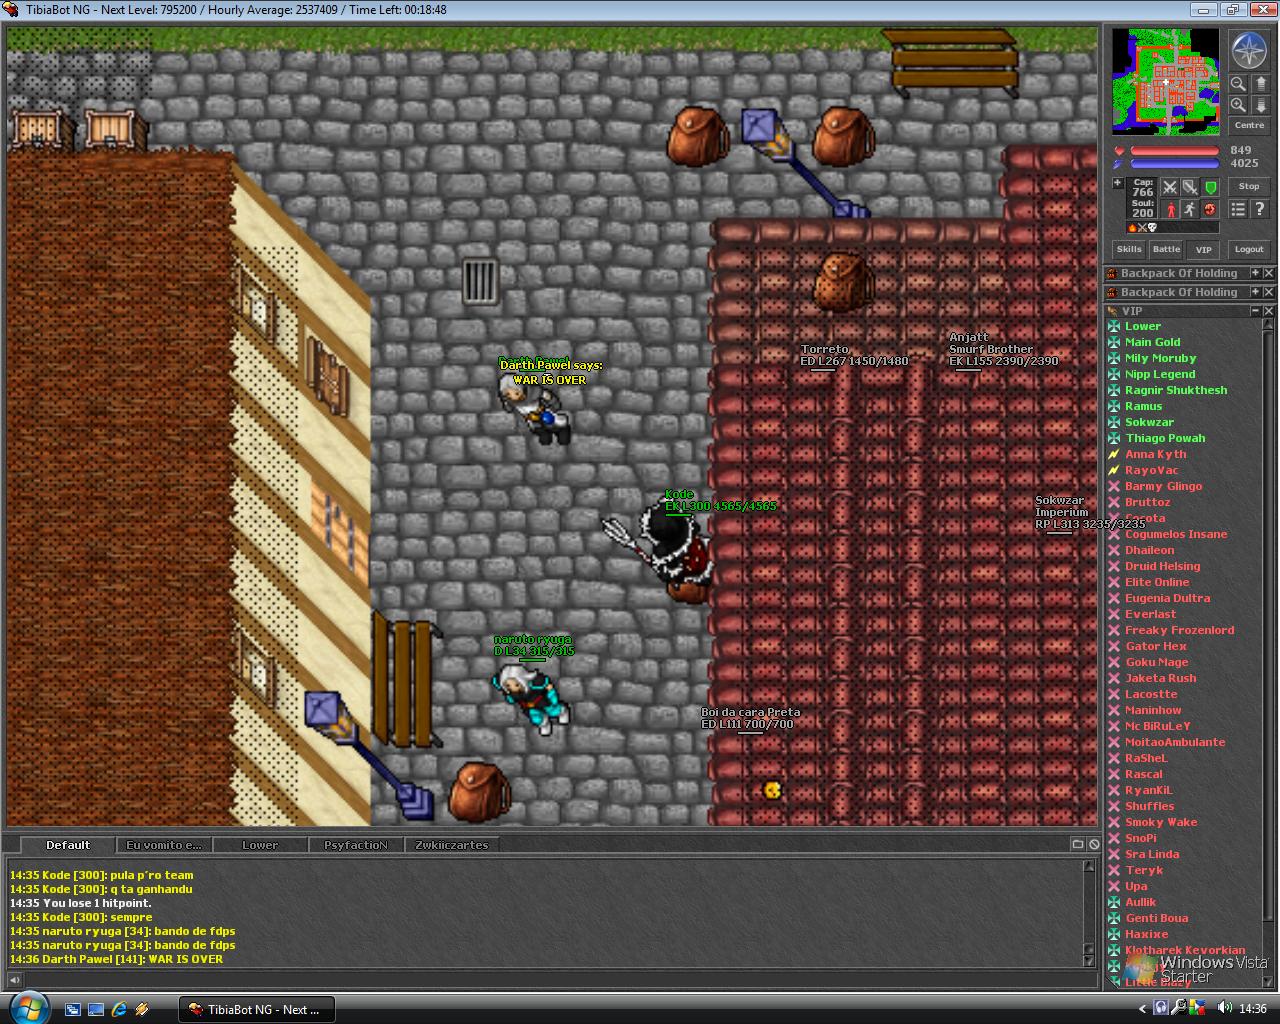 TibiaBot NG - Next Level: 795200 / Hourly Average: 2537409 / Time Left: 00:18:48
Centre
849
4025
Cap:
766
Soul:
200
Stop
Skills
Battle
VIP
Logout
Backpack Of Holding
Backpack Of Holding
VIP
Lower
Main Gold
Mily Moruby
Nipp Legend
Ragnir Shukthesh
Ramus
Sokwzar
Thiago Powah
Anna Kyth
RayoVac
Barmy Glingo
Bruttoz
Cocota
Cogumelos Insane
Dhaileon
Druid Helsing
Elite Online
Eugenia Dultra
Everlast
Freaky Frozenlord
Gator Hex
Goku Nage
Jaketa Rush
Lacostte
Maninhow
Mc BiRuLeY
MoitaoAmbulante
RaSheL
Rascal
RyanKiL
Shuffles
Smoky Wake
SnoPi
Sra Linda
Teryk
Upa
Aullik
Genti Boua
Haxixe
Klotharek Kevorkian
Windows Vista
Starter
Darth Pawel says:
WAR IS OVER
Torreto
ED L267 1450/1480
Anjatt
Smurf Brother
EK L155 2390/2390
Kode
EK L300 4565/4565
Sokwzar
Imperium
RP L313 3235/3235
naruto ryuga
D L34 315/315
Boi da cara Preta
ED L111 700/700
Default
Eu vomito e...
Lower
PsyfactioN
Zwkiiczartes
14:35 Kode [300]: pula p´ro team
14:35 Kode [300]: q ta ganhandu
14:35 You lose 1 hitpoint.
14:35 Kode [300]: sempre
14:35 naruto ryuga [34]: bando de fdps
14:35 naruto ryuga [34]: bando de fdps
14:36 Darth Pawel [141]: WAR IS OVER
TibiaBot NG - Next ...
14:36